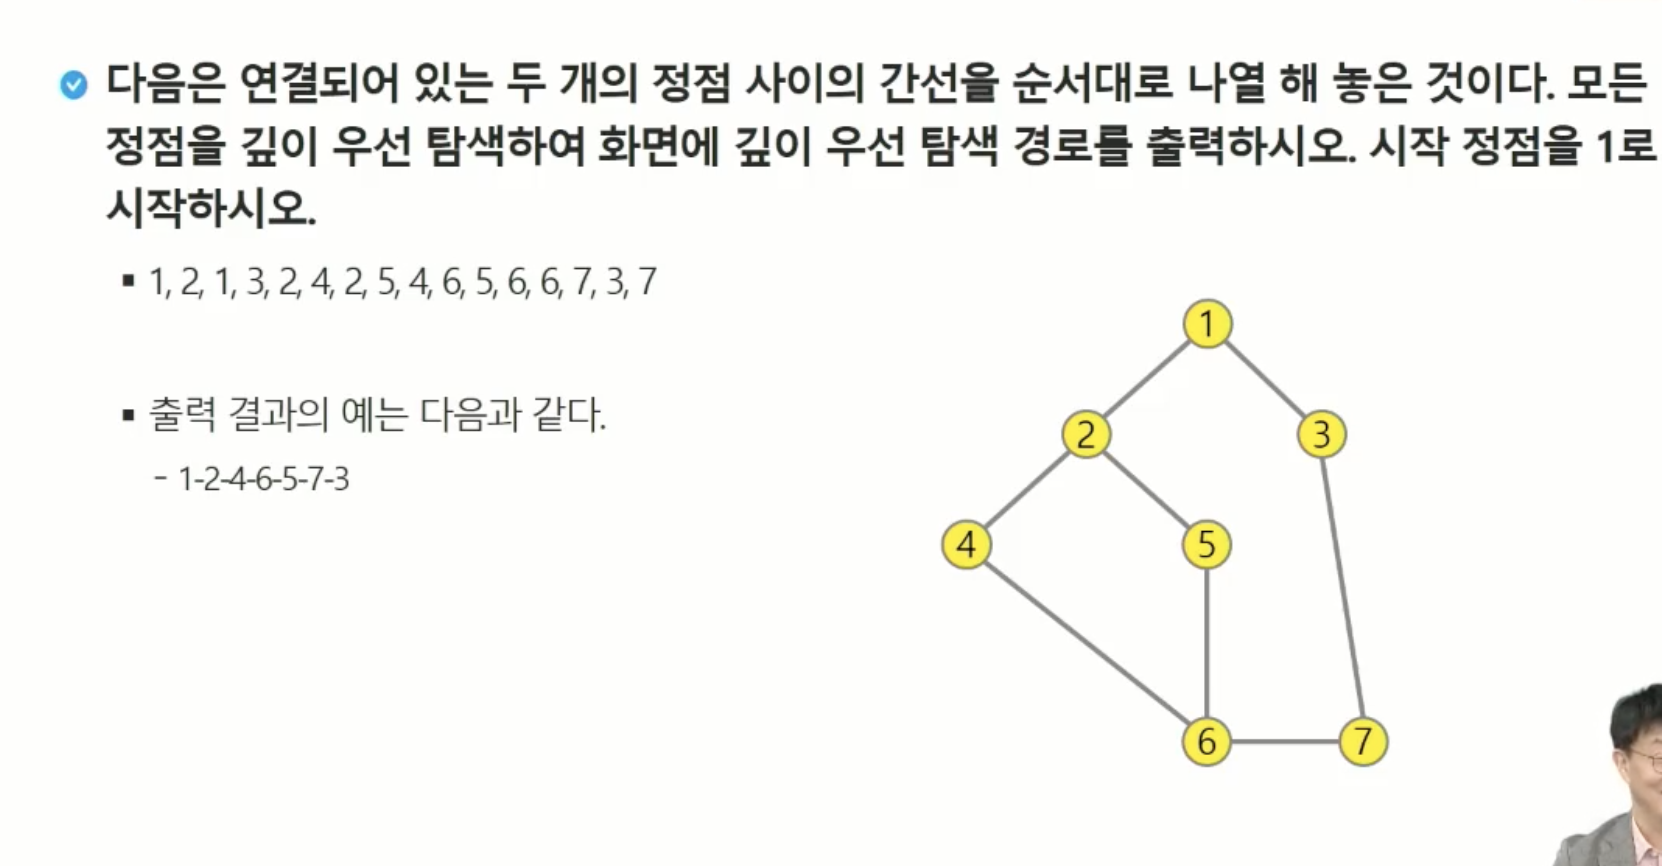 다음은 연결되어 있는 두 개의 정점 사이의 간선을 순서대로 나열 해 놓은 것이다. 모든
정점을 깊이 우선 탐색하여 화면에 깊이 우선 탐색 경로를 출력하시오. 시작 정점을 1로
시작하시오.
▪ 1, 2, 1, 3, 2, 4, 2, 5, 4, 6, 5, 6, 6, 7, 3, 7
▪ 출력 결과의 예는 다음과 같다.
- 1-2-4-6-5-7-3
1
2
3
4
5
6
7